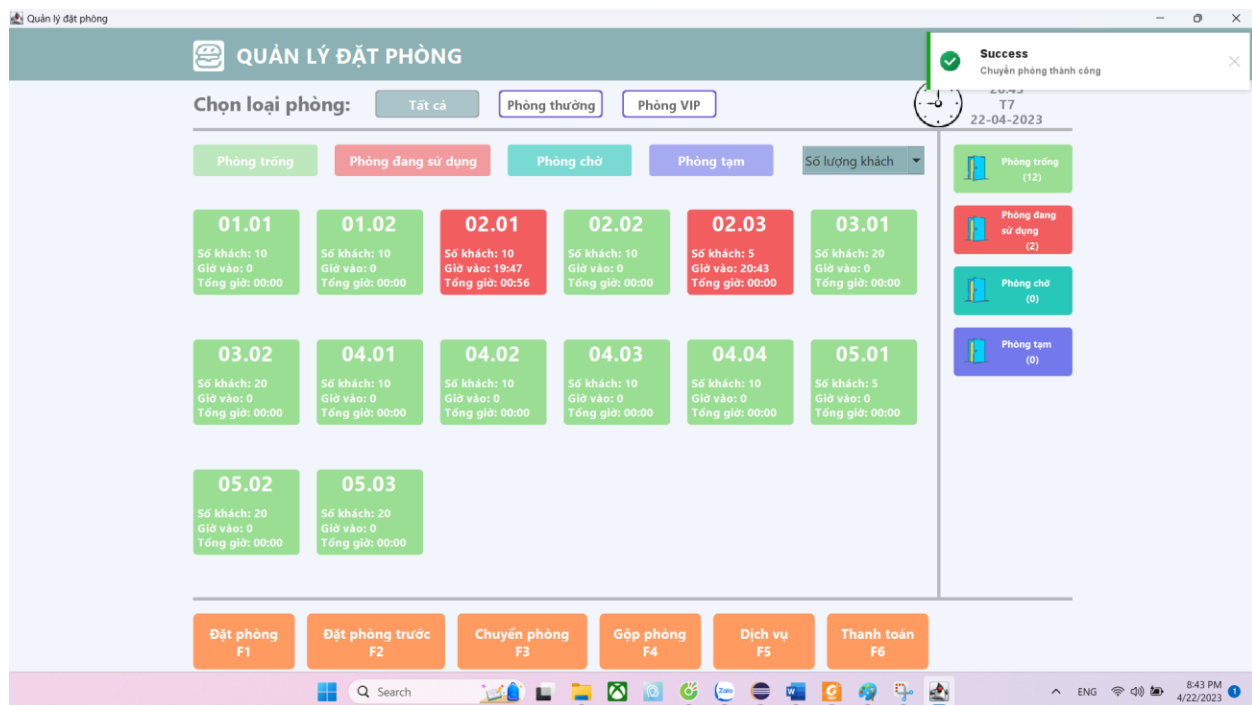 Quản lý đặt phòng
QUẢN LÝ ĐẶT PHÒNG
Success
Chuyển phòng thành công
Chọn loại phòng:
Tất cả
Phòng thường
Phòng VIP
20:43
T7
22-04-2023
Phòng trống
Phòng đang sử dụng
Phòng chờ
Phòng tạm
Số lượng khách
01.01
Số khách: 10
Giờ vào: 0
Tổng giờ: 00:00
01.02
Số khách: 10
Giờ vào: 0
Tổng giờ: 00:00
02.01
Số khách: 10
Giờ vào: 19:47
Tổng giờ: 00:56
02.02
Số khách: 10
Giờ vào: 0
Tổng giờ: 00:00
02.03
Số khách: 5
Giờ vào: 20:43
Tổng giờ: 00:00
03.01
Số khách: 20
Giờ vào: 0
Tổng giờ: 00:00
03.02
Số khách: 20
Giờ vào: 0
Tổng giờ: 00:00
04.01
Số khách: 10
Giờ vào: 0
Tổng giờ: 00:00
04.02
Số khách: 10
Giờ vào: 0
Tổng giờ: 00:00
04.03
Số khách: 10
Giờ vào: 0
Tổng giờ: 00:00
04.04
Số khách: 10
Giờ vào: 0
Tổng giờ: 00:00
05.01
Số khách: 5
Giờ vào: 0
Tổng giờ: 00:00
05.02
Số khách: 20
Giờ vào: 0
Tổng giờ: 00:00
05.03
Số khách: 20
Giờ vào: 0
Tổng giờ: 00:00
Phòng trống
(12)
Phòng đang
sử dụng
(2)
Phòng chờ
(0)
Phòng tạm
(0)
Đặt phòng
F1
Đặt phòng trước
F2
Chuyển phòng
F3
Gộp phòng
F4
Dịch vụ
F5
Thanh toán
F6
Search
Zalo
ENG
8:43 PM
4/22/2023
1